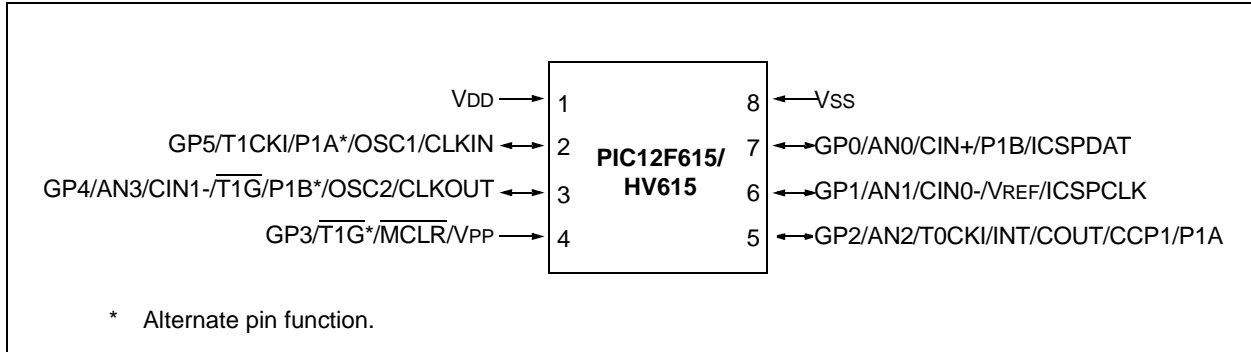 VDD 1
GP5/T1CKI/P1A*/OSC1/CLKIN 2
GP4/AN3/CIN1-/T1G/P1B*/OSC2/CLKOUT 3
GP3/T1G*/MCLR/VPP 4
PIC12F615/
HV615
8 VSS
7 GP0/AN0/CIN+/P1B/ICSPDAT
6 GP1/AN1/CIN0-/VREF/ICSPCLK
5 GP2/AN2/T0CKI/INT/COUT/CCP1/P1A
* Alternate pin function.